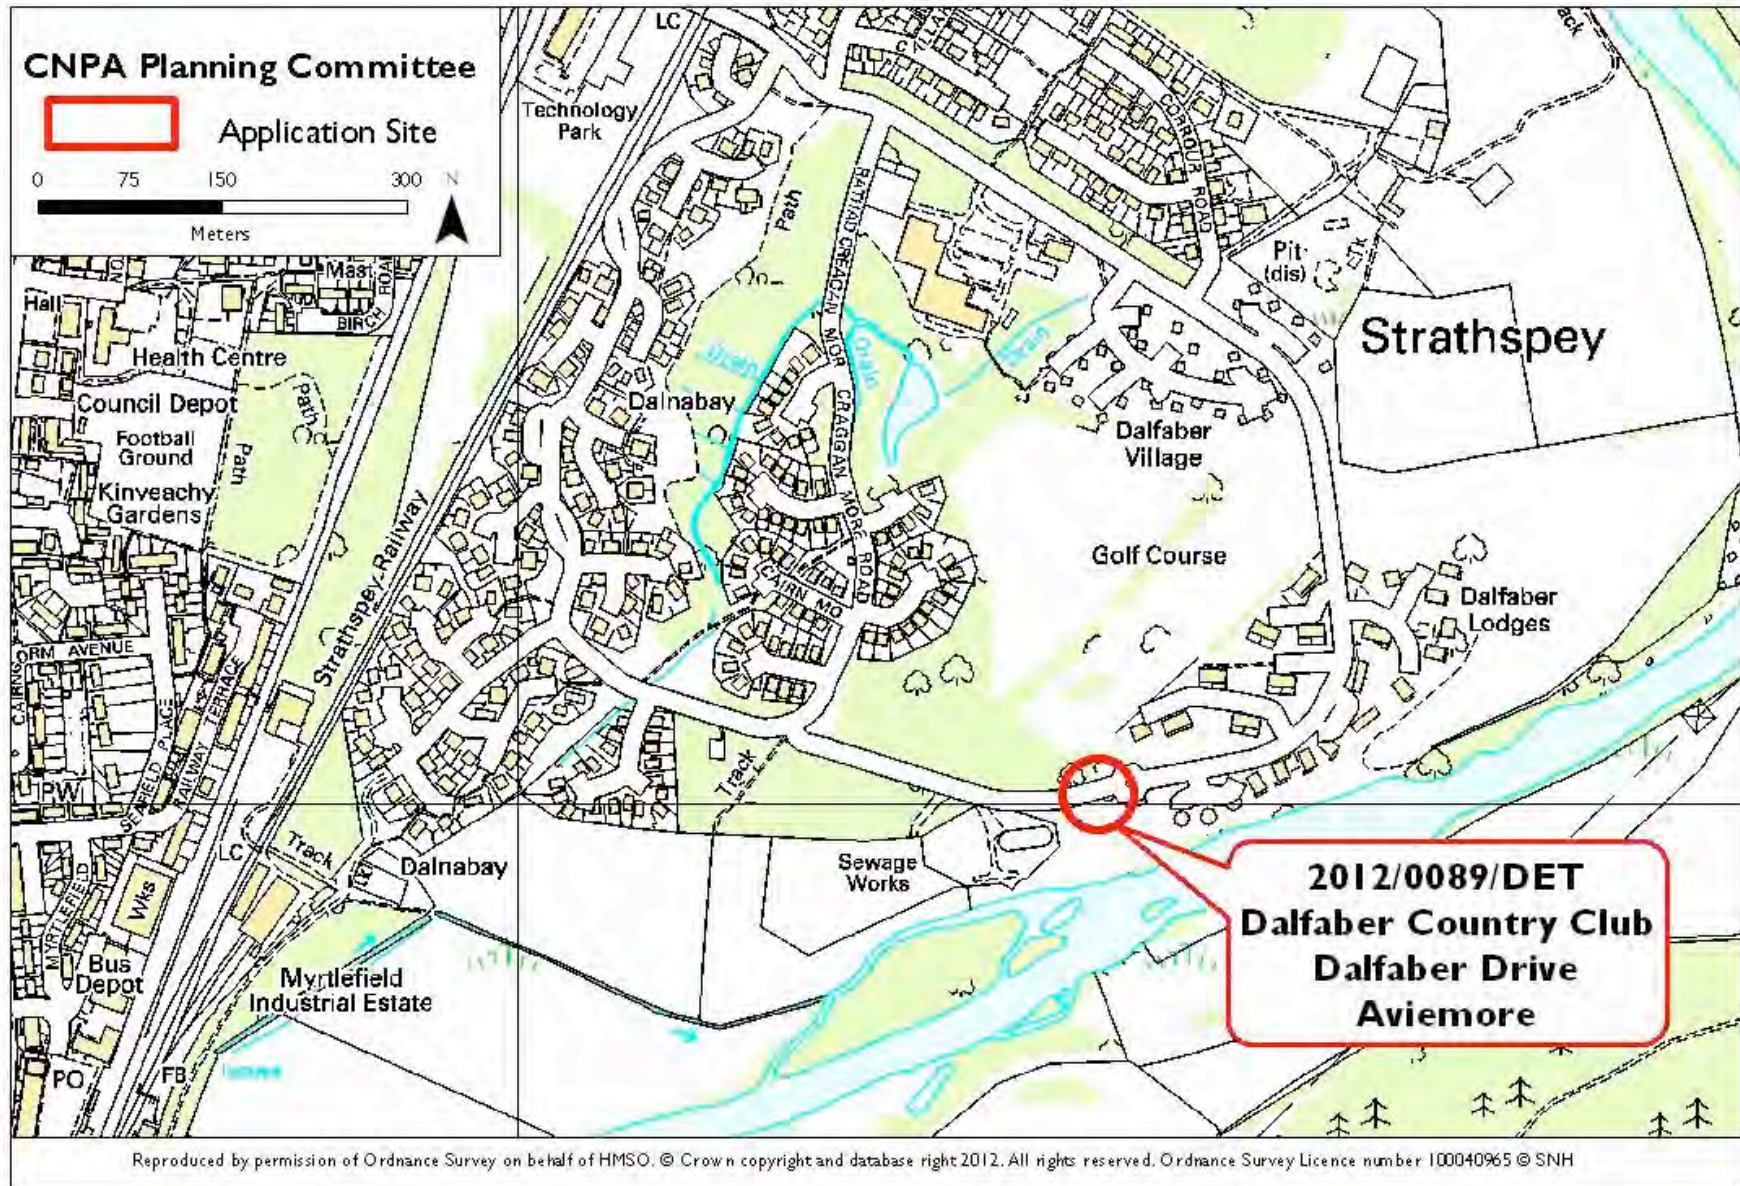 CNPA Planning Committee
Application Site
0 75 150 300 N
Meters
LC
Technology
Park
Path
RATHAD CREAGAN MOR
CORROUR ROAD
Track
Pit
(dis)
Strathspey
Hall
Mast
BIRCH ROAD
Health Centre
Path
Council Depot
Football
Ground
Path
Kinveachy
Gardens
Strathspey Railway
Drain
Drain
Drain
Dalnabay
CRAGGAN MORE ROAD
CAIRN MO
Dalfaber
Village
Golf Course
Dalfaber
Lodges
ORM AVENUE
CAIRNG
SEAFIELD PLACE
RAILWAY TERRACE
PW
LC
Track
Track
Dalnabay
Sewage
Works
MYRTLEFIELD
Wks
Bus
Depot
Myrtlefield
Industrial Estate
PO
FB
2012/0089/DET
Dalfaber Country Club
Dalfaber Drive
Aviemore
Reproduced by permission of Ordnance Survey on behalf of HMSO. © Crown copyright and database right 2012. All rights reserved. Ordnance Survey Licence number 100040965 © SNH